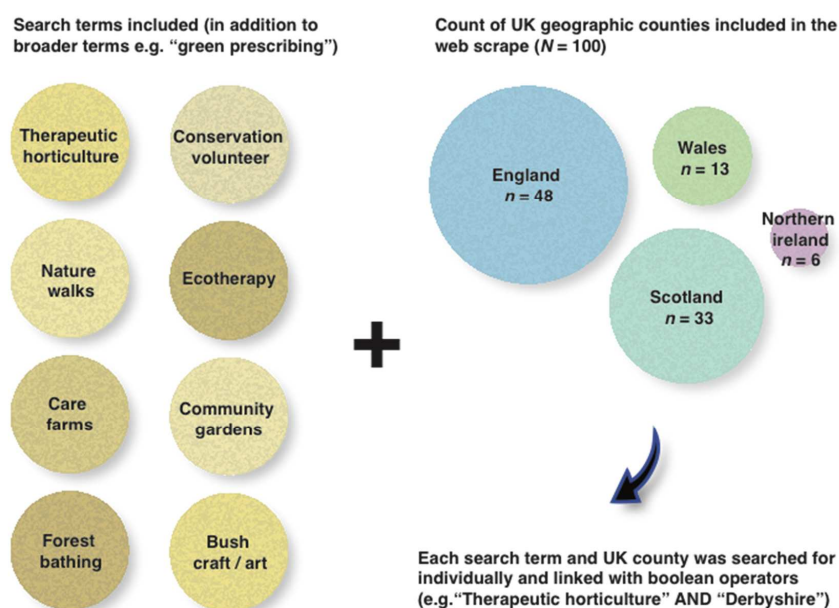 Search terms included (in addition to
broader terms e.g. “green prescribing”)
Therapeutic
horticulture
Conservation
volunteer
Nature
walks
Ecotherapy
Care
farms
Community
gardens
Forest
bathing
Bush
craft / art
+
Count of UK geographic counties included in the
web scrape (N = 100)
England
n = 48
Wales
n = 13
Northern
ireland
n = 6
Scotland
n = 33
Each search term and UK county was searched for
individually and linked with boolean operators
(e.g.“Therapeutic horticulture” AND “Derbyshire”)